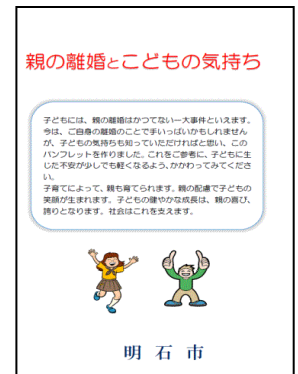 親の離婚とこどもの気持ち
子どもには、親の離婚はかつてない一大事件といえます。
今は、ご自身の離婚のことで手いっぱいかもしれません
が、子どもの気持ちも知っていただければと思い、この
パンフレットを作りました。これをご参考に、子どもに生
じた不安が少しでも軽くなるよう、かかわってみてくださ
い。
子育てによって、親も育てられます。親の配慮で子どもの
笑顔が生まれます。子どもの健やかな成長は、親の喜び、
誇りとなります。社会はこれを支えます。
明石市